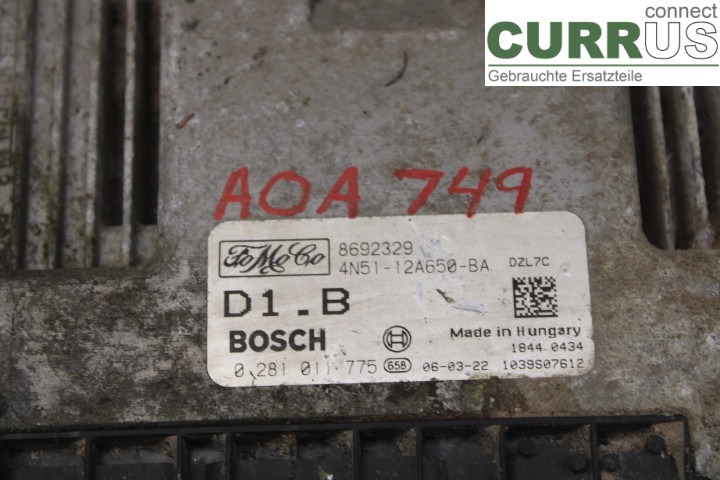 connect
CURRUS
Gebrauchte Ersatzteile
AOA 749
FoMoCo
8692329
4N51-12A650-BA DZL7C
D1.B
BOSCH
Made in Hungary
1844 0434
0 281 011 775 658 06-03-22 1039S07612